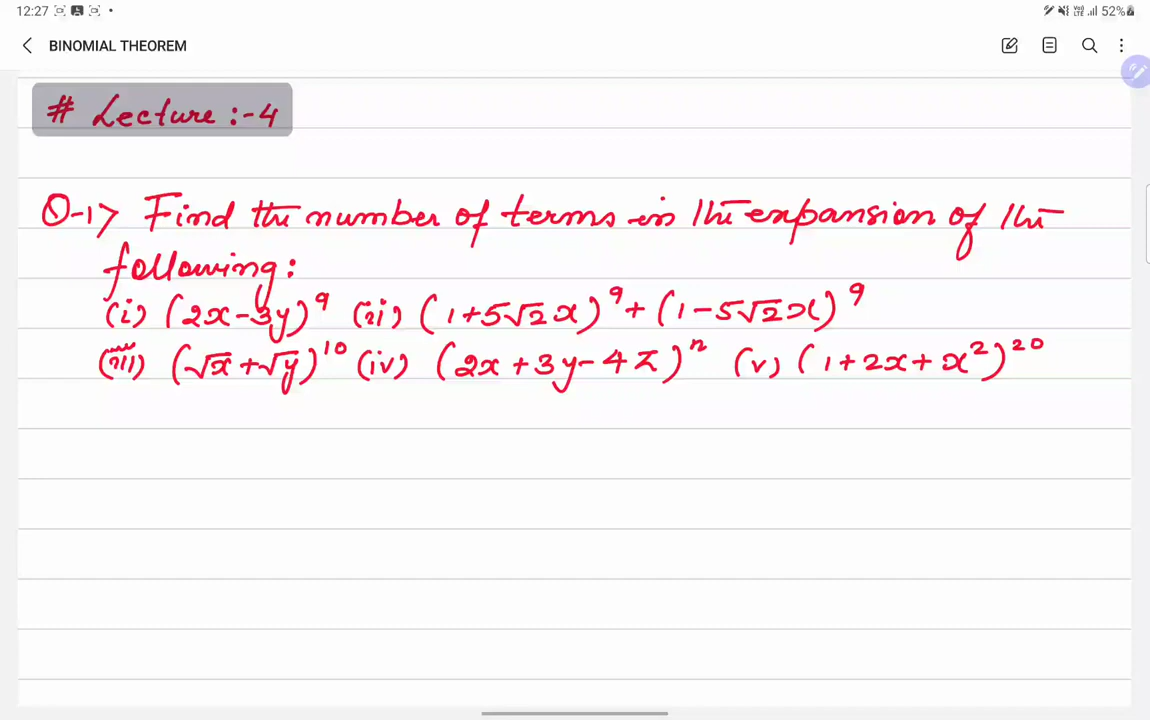 12:27 52%
BINOMIAL THEOREM
# Lecture :-4
Q-1> Find the number of terms in the expansion of the
following:
(i) (2x-3y)⁹ (ii) (1+5√2x)⁹+(1-5√2x)⁹
(iii) (√x+√y)¹⁰ (iv) (2x+3y-4z)ⁿ (v) (1+2x+x²)²⁰